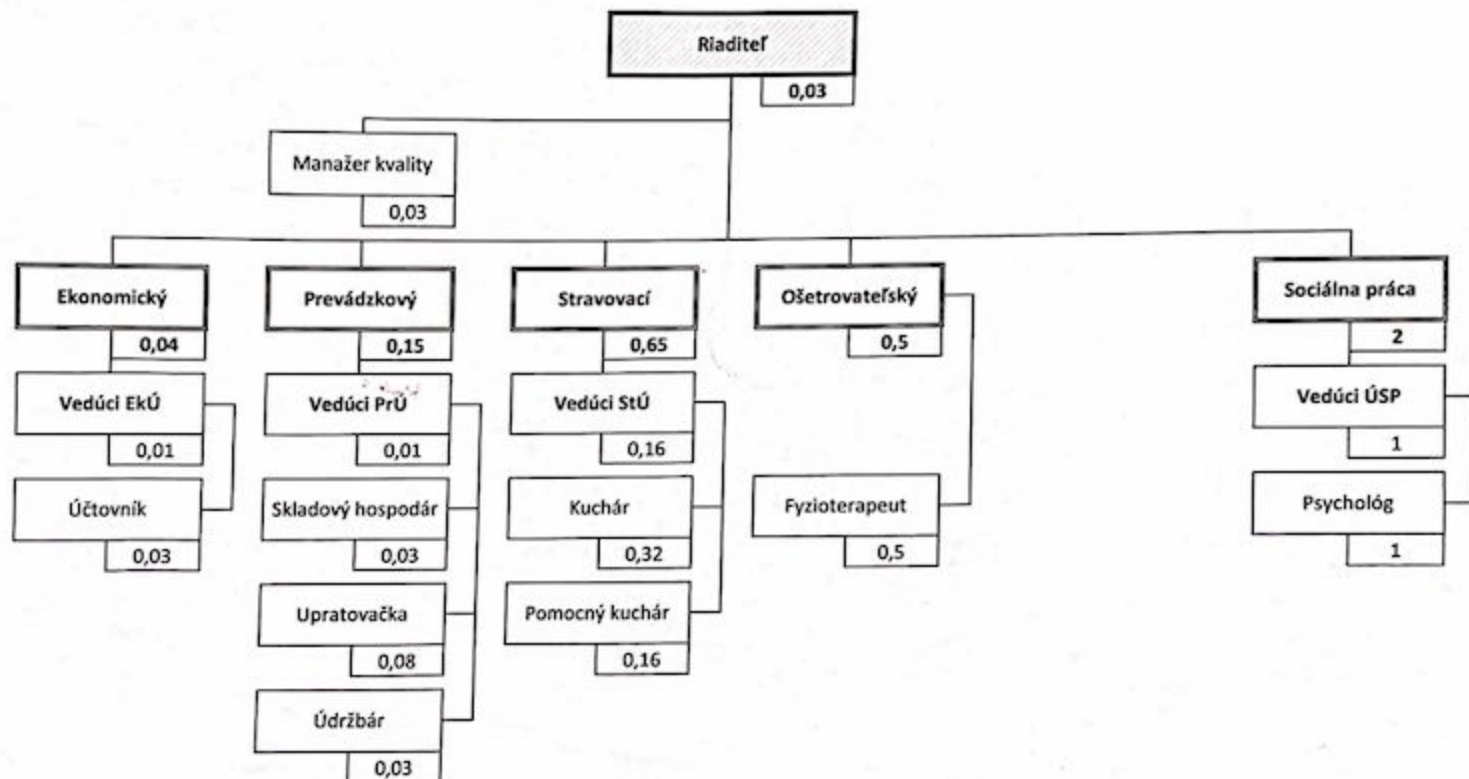 Riaditeľ
0,03
Manažer kvality
0,03
Ekonomický
0,04
Vedúci EkÚ
0,01
Účtovník
0,03
Prevádzkový
0,15
Vedúci PrÚ
0,01
Skladový hospodár
0,03
Upratovačka
0,08
Údržbár
0,03
Stravovací
0,65
Vedúci StÚ
0,16
Kuchár
0,32
Pomocný kuchár
0,16
Ošetrovateľský
0,5
Fyzioterapeut
0,5
Sociálna práca
2
Vedúci ÚSP
1
Psychológ
1